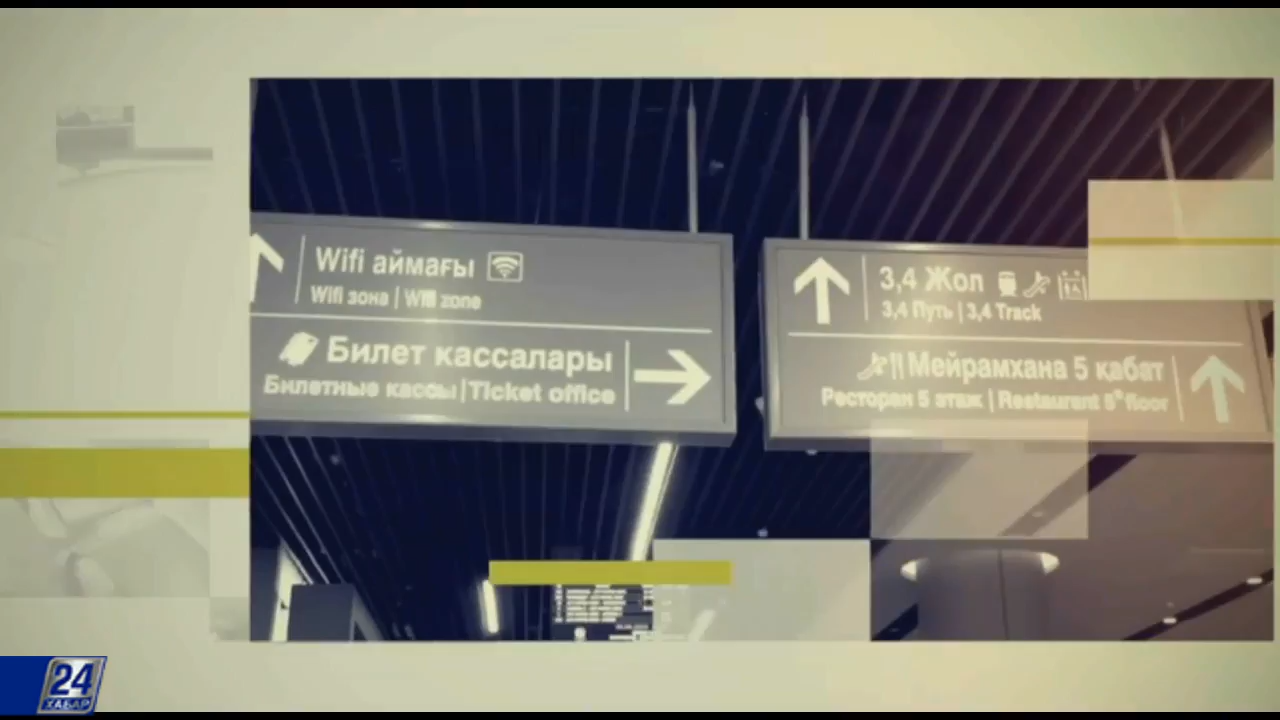 Wifi аймағы
Wifi зона | Wifi zone
Билет кассалары
Билетные кассы | Ticket office
3,4 Жол
3,4 Путь | 3,4 Track
Мейрамхана 5 қабат
Ресторан 5 этаж | Restaurant 5th floor
24
ХАБАР